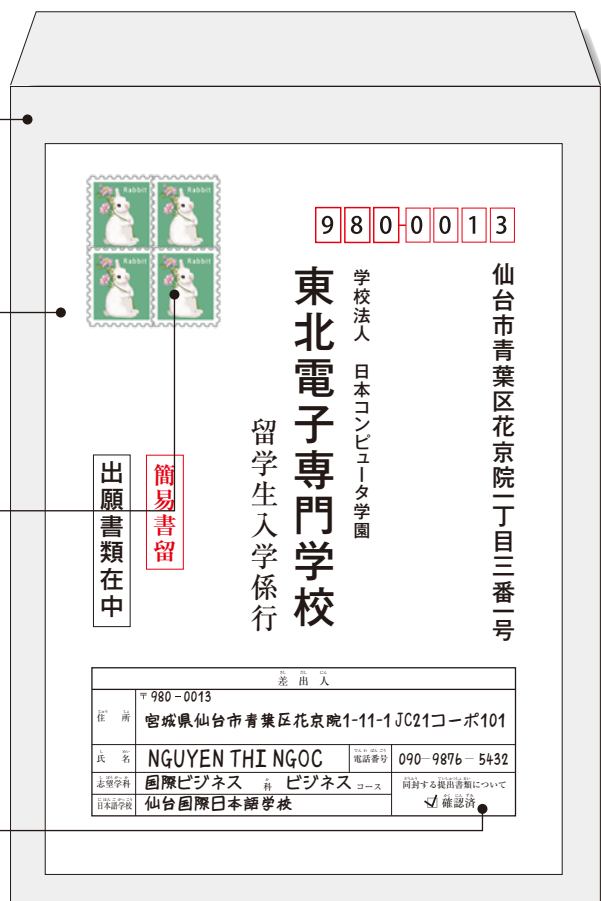 Rabbit
Rabbit
Rabbit
Rabbit
980-0013
仙台市青葉区花京院一丁目三番一号
学校法人 日本コンピュータ学園
東北電子専門学校
留学生入学係行
簡易書留
出願書類在中
差出人
住所
〒980-0013
宮城県仙台市青葉区花京院1-11-1 JC21コーポ101
氏名 NGUYEN THI NGOC 電話番号 090-9876-5432
志望学科 国際ビジネス 科 ビジネス コース
同封する提出書類について
確認済
日本語学校 仙台国際日本語学校